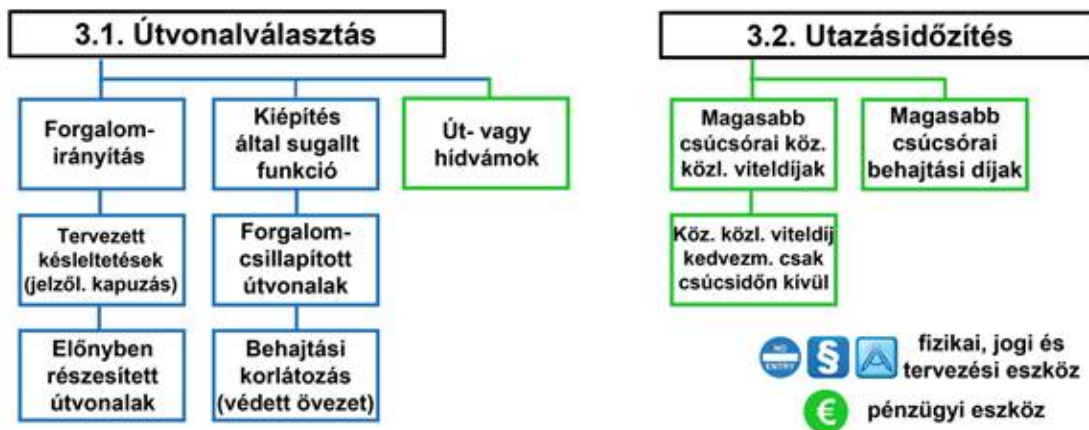 3.1. Útvonalválasztás
Forgalom-
irányítás
Tervezett
késleltetések
(jelzől. kapuzás)
Előnyben
részesített
útvonalak
Kiépítés
által sugallt
funkció
Forgalom-
csillapított
útvonalak
Behajtási
korlátozás
(védett övezet)
Út- vagy
hídvámok
3.2. Utazásidőzítés
Magasabb
csúcsórai köz.
közl. viteldíjak
Köz. közl. viteldíj
kedvezm. csak
csúcsidőn kívül
Magasabb
csúcsórai
behajtási díjak
NO
ENTRY
§
fizikai, jogi és
tervezési eszköz
€
pénzügyi eszköz